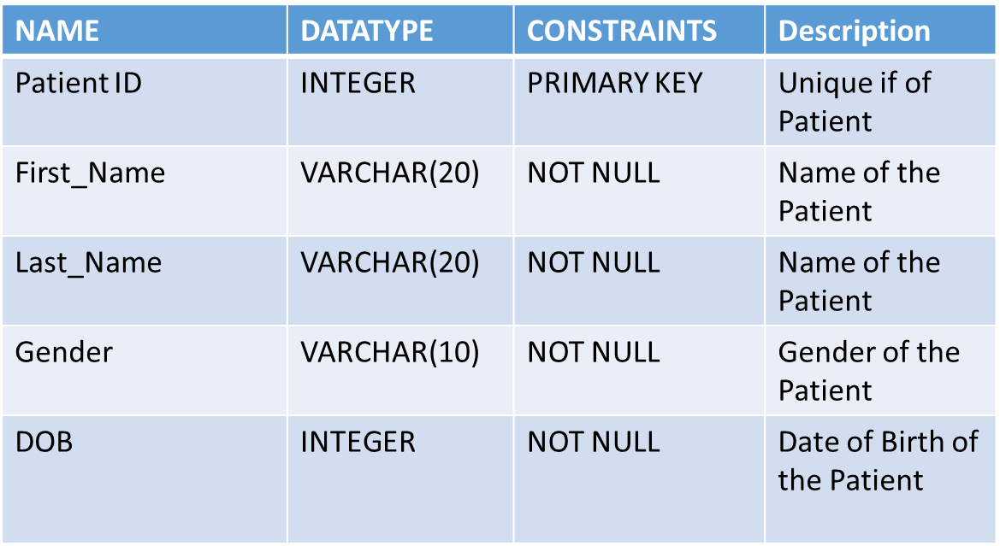 NAME DATATYPE CONSTRAINTS Description
Patient ID INTEGER PRIMARY KEY Unique if of
Patient
First_Name VARCHAR(20) NOT NULL Name of the
Patient
Last_Name VARCHAR(20) NOT NULL Name of the
Patient
Gender VARCHAR(10) NOT NULL Gender of the
Patient
DOB INTEGER NOT NULL Date of Birth of
the Patient